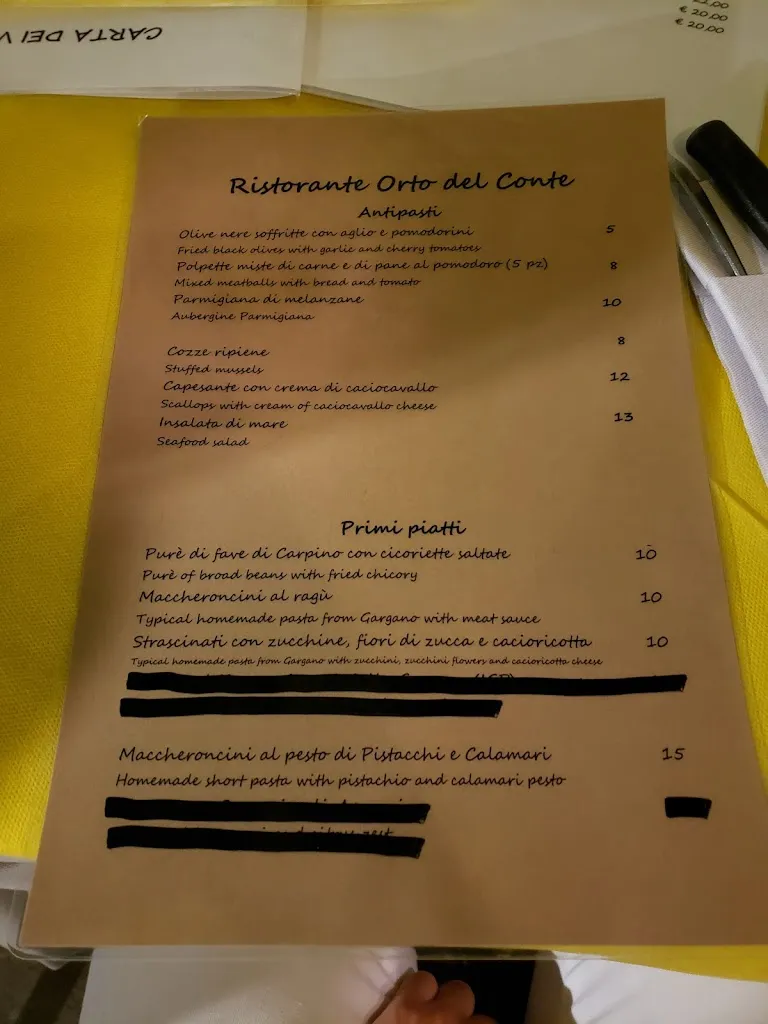 CARTA DEI V
€ 20,00
€ 20,00
Ristorante Orto del Conte
Antipasti
Olive nere soffritte con aglio e pomodorini 5
Fried black olives with garlic and cherry tomatoes
Polpette miste di carne e di pane al pomodoro (5 pz) 8
Mixed meatballs with bread and tomato
Parmigiana di melanzane 10
Aubergine Parmigiana
Cozze ripiene 8
Stuffed mussels
Capesante con crema di caciocavallo 12
Scallops with cream of caciocavallo cheese
Insalata di mare 13
Seafood salad
Primi piatti
Purè di fave di Carpino con cicoriette saltate 10
Purè of broad beans with fried chicory
Maccheroncini al ragù 10
Typical homemade pasta from Gargano with meat sauce
Strascinati con zucchine, fiori di zucca e cacioricotta 10
Typical homemade pasta from Gargano with zucchini, zucchini flowers and cacioricotta cheese
Maccheroncini al pesto di Pistacchi e Calamari 15
Homemade short pasta with pistachio and calamari pesto